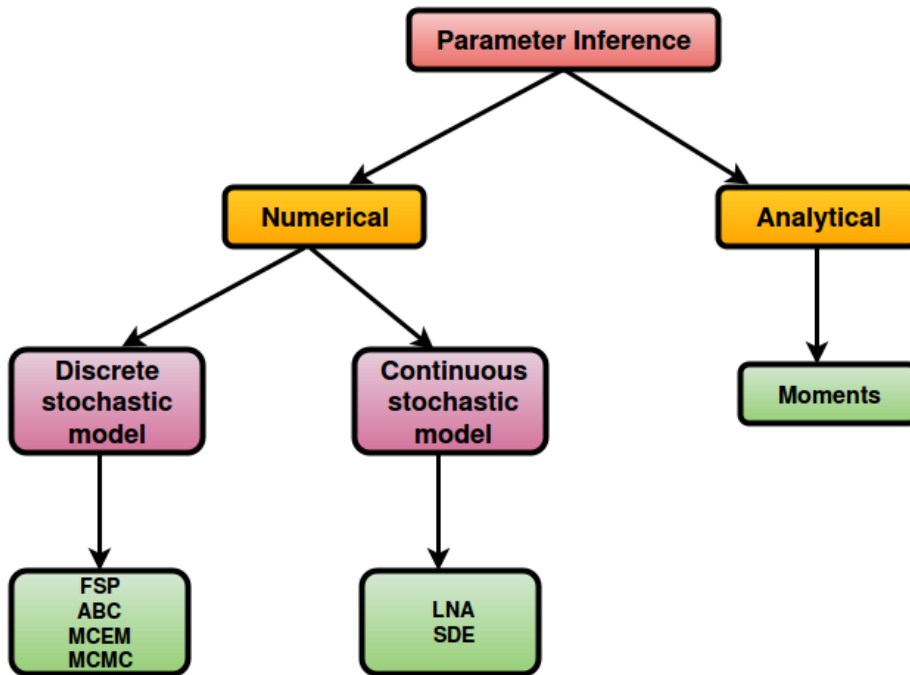 Parameter Inference
Numerical
Analytical
Discrete
stochastic
model
Continuous
stochastic
model
Moments
FSP
ABC
MCEM
MCMC
LNA
SDE